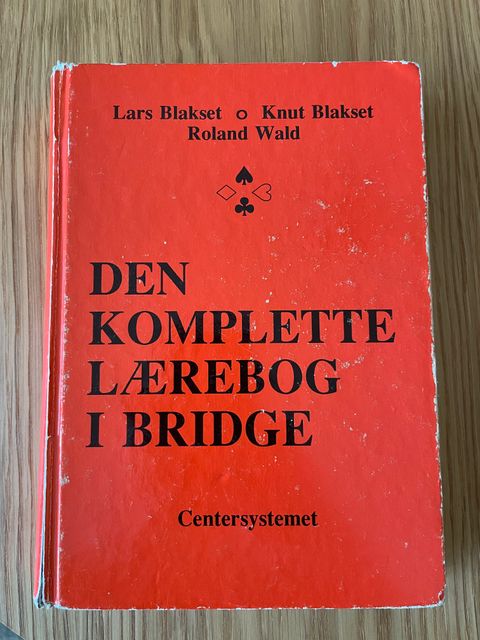 Lars Blakset o Knut Blakset
Roland Wald
DEN
KOMPLETTE
LÆREBOG
I BRIDGE
Centersystemet